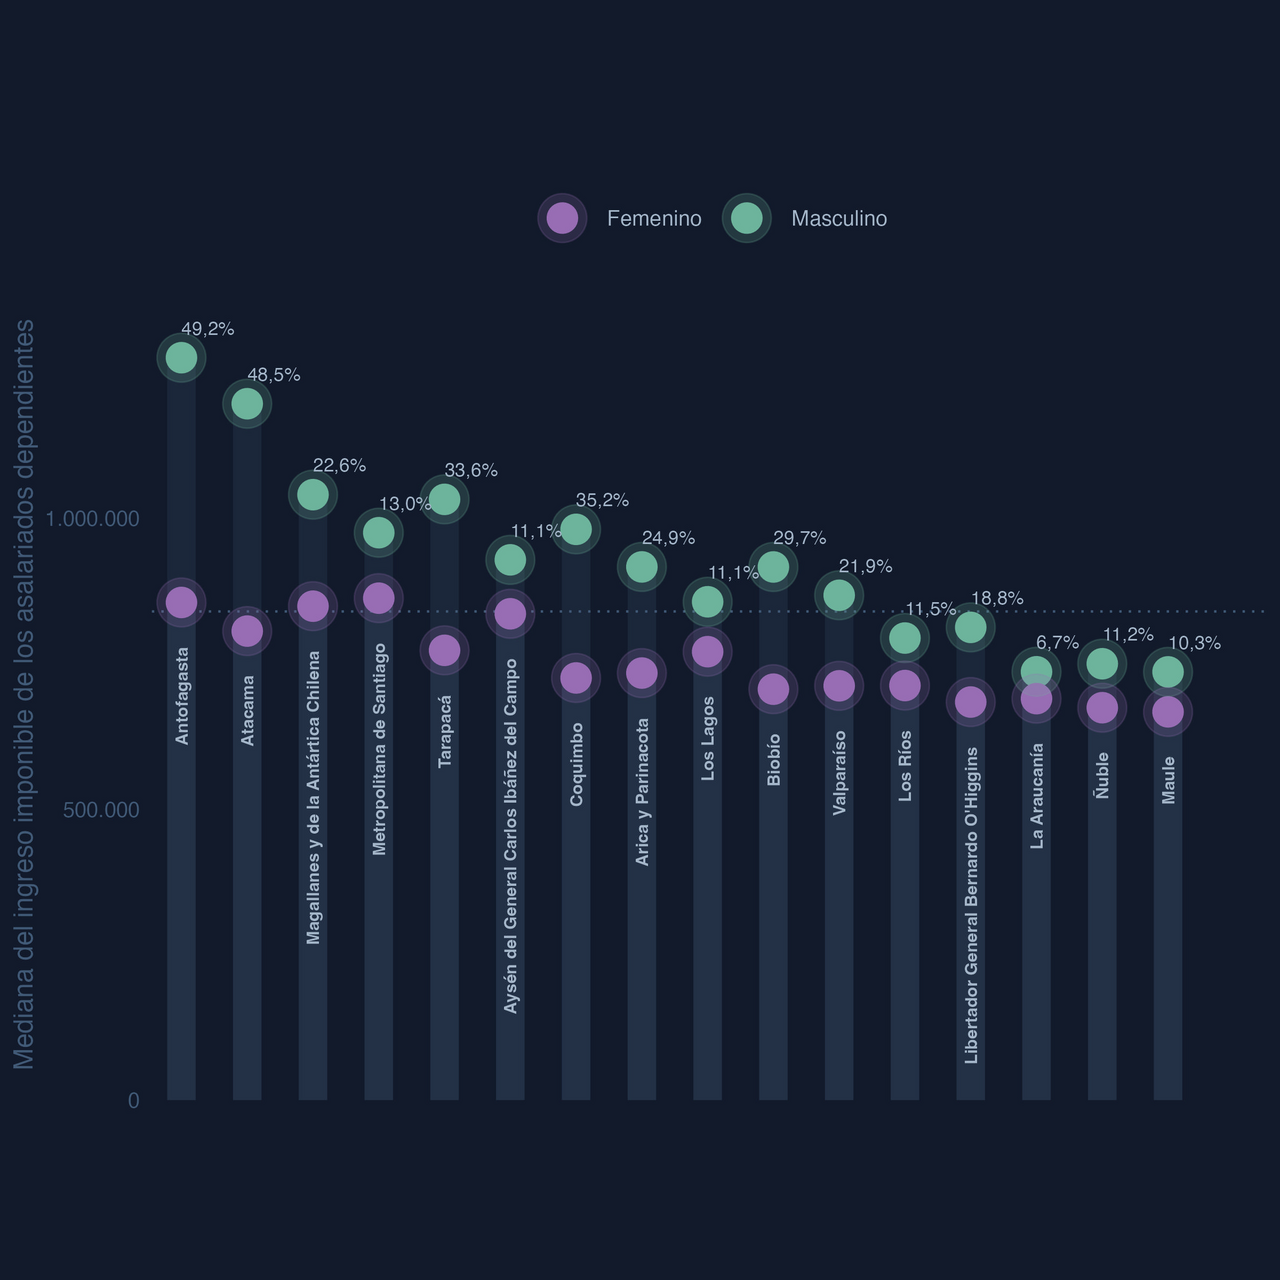 Femenino
Masculino
Mediana del ingreso imponible de los asalariados dependientes
1.000.000
500.000
0
49,2%
48,5%
22,6%
13,0%
33,6%
11,1%
35,2%
24,9%
11,1%
29,7%
21,9%
11,5%
18,8%
6,7%
11,2%
10,3%
Antofagasta
Atacama
Magallanes y de la Antártica Chilena
Metropolitana de Santiago
Tarapacá
Aysén del General Carlos Ibáñez del Campo
Coquimbo
Arica y Parinacota
Los Lagos
Biobío
Valparaíso
Los Ríos
Libertador General Bernardo O'Higgins
La Araucanía
Ñuble
Maule